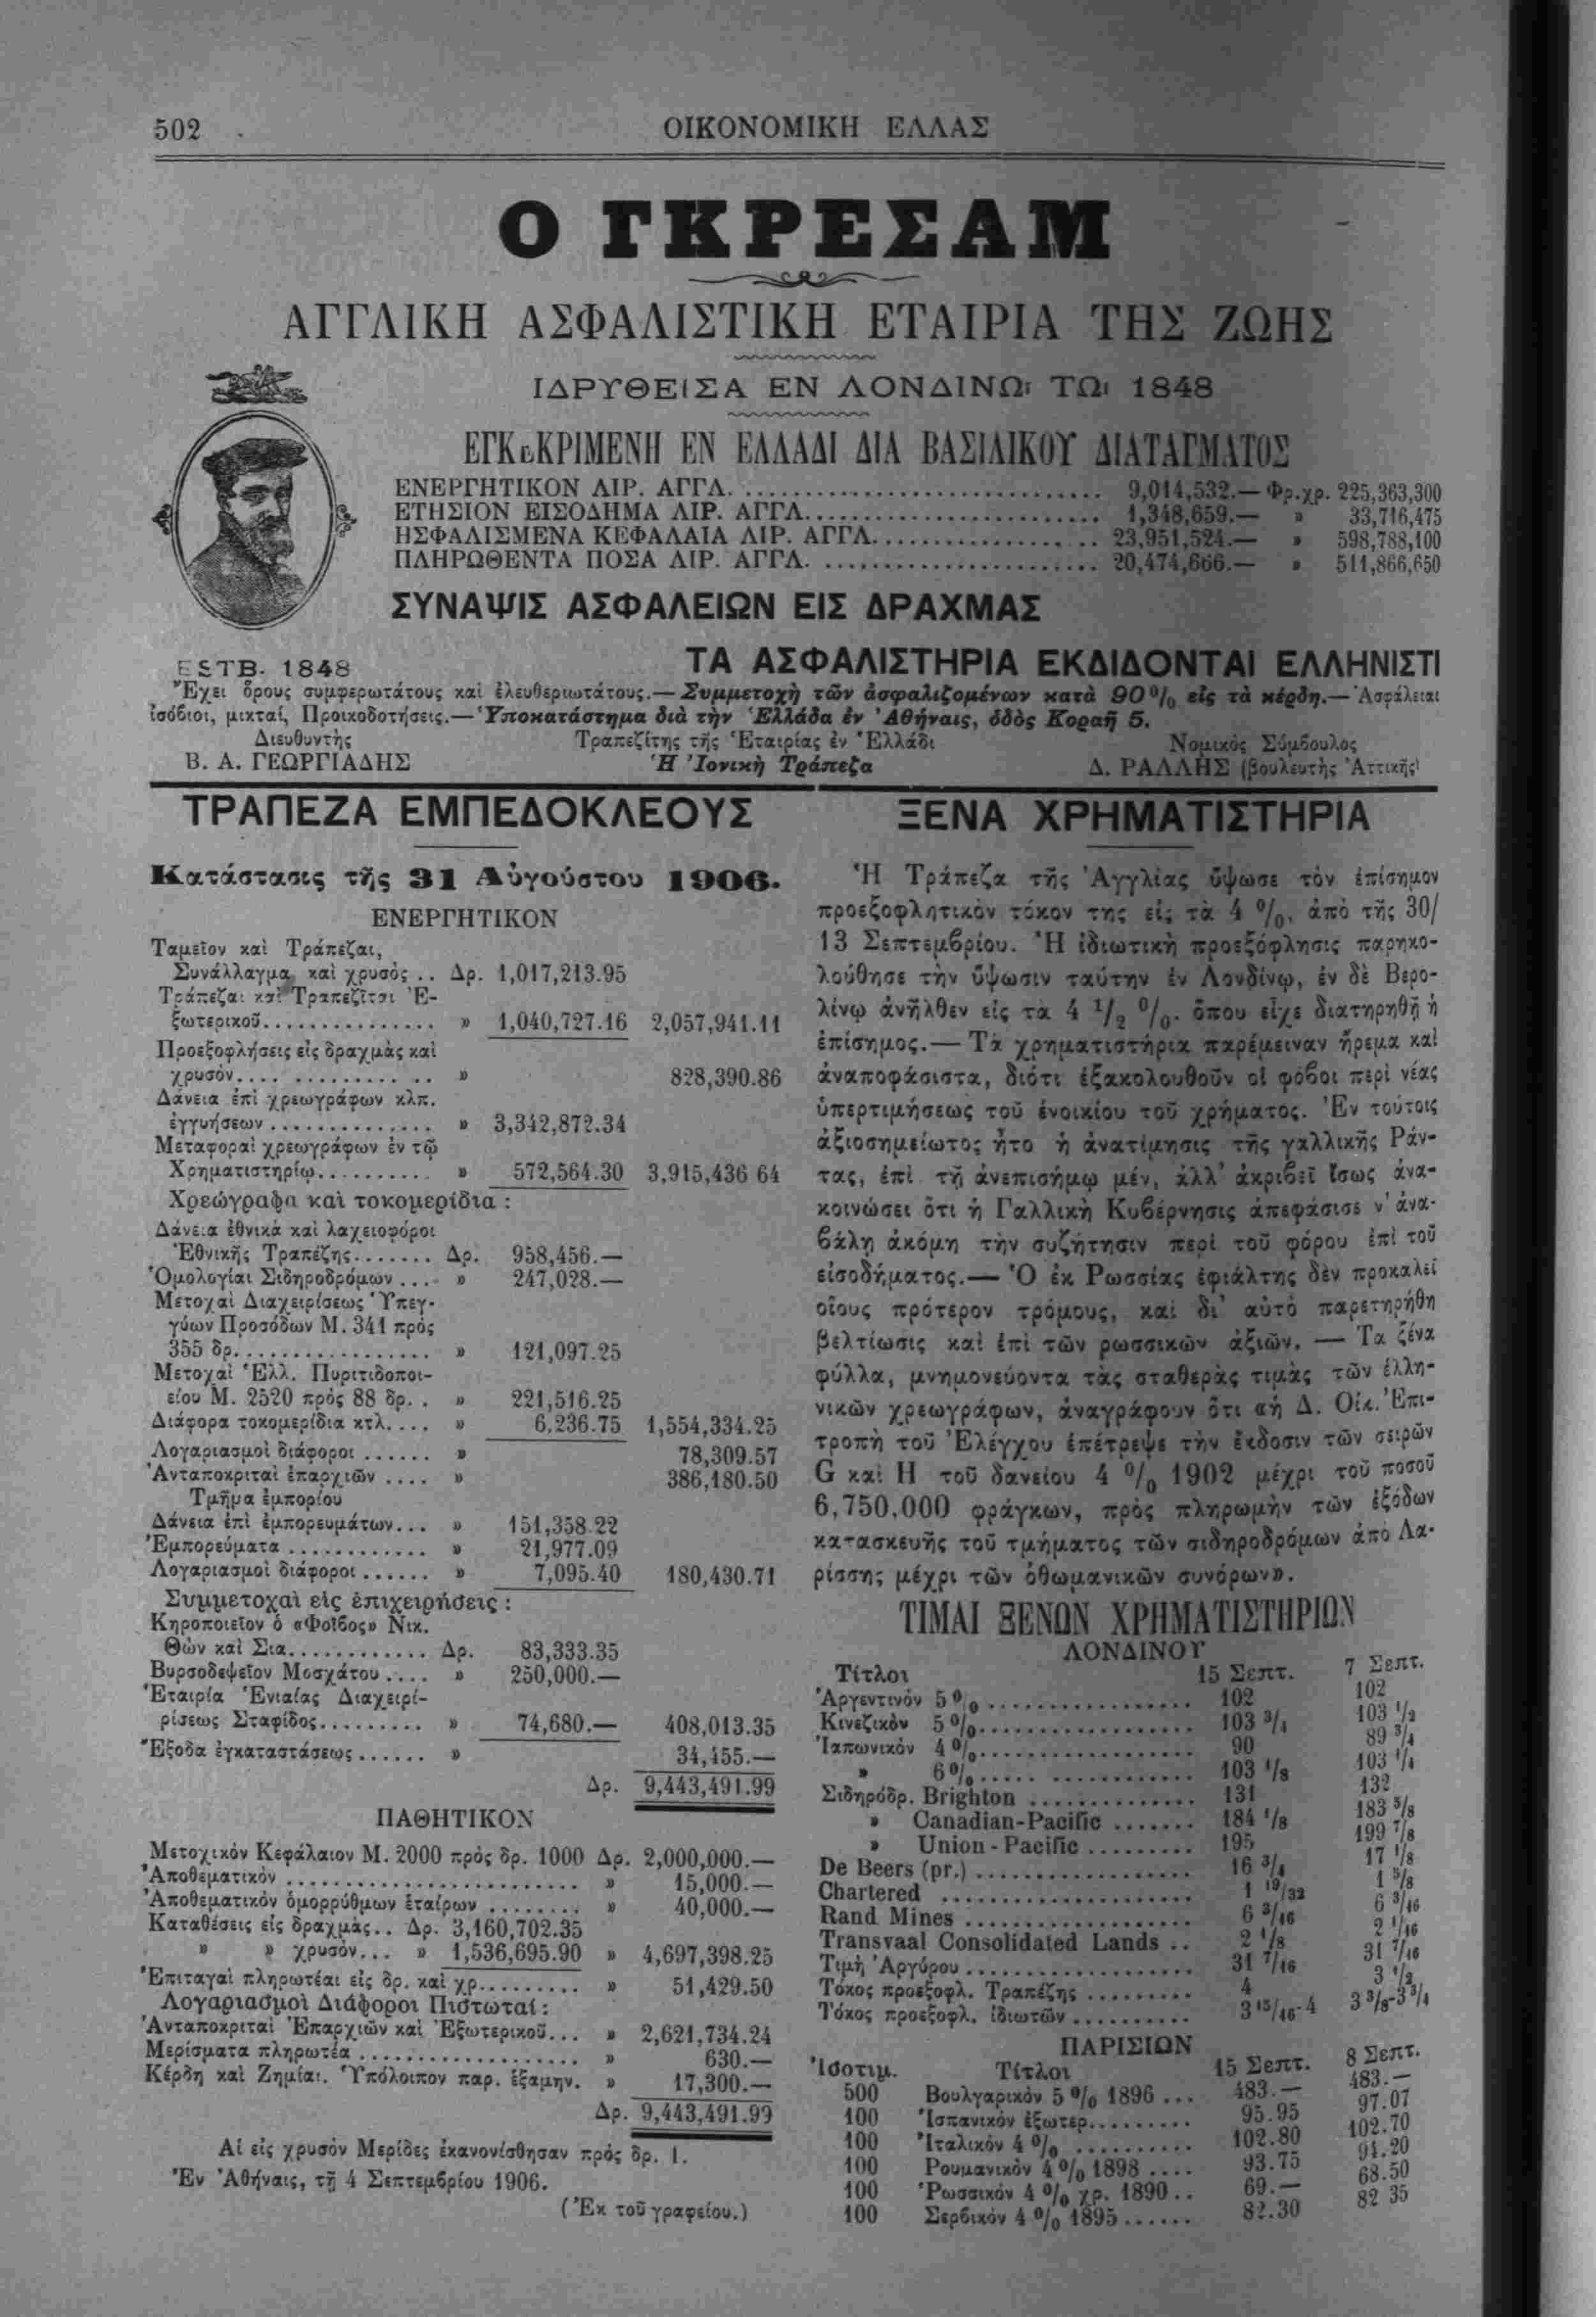 502
ΟΙΚΟΝΟΜΙΚΗ ΕΛΛΑΣ
Ο ΓΚΡΕΣΑΜ
ΑΓΓΛΙΚΗ ΑΣΦΑΛΙΣΤΙΚΗ ΕΤΑΙΡΙΑ ΤΗΣ ΖΩΗΣ
ΙΔΡΥΘΕΙΣΑ ΕΝ ΛΟΝΔΙΝΩι ΤΩι 1848
ΕΓΚεΚΡΙΜΕΝΗ ΕΝ ΕΛΛΑΔΙ ΔΙΑ ΒΑΣΙΛΙΚΟΥ ΔΙΑΤΑΓΜΑΤΟΣ
ΕΝΕΡΓΗΤΙΚΟΝ ΛΙΡ. ΑΓΓΛ. .......... 9,014,532.— Φρ.χρ. 225,363,300
ΕΤΗΣΙΟΝ ΕΙΣΟΔΗΜΑ ΛΙΡ. ΑΓΓΛ. .......... 1,348,659.— » 33,716,475
ΗΣΦΑΛΙΣΜΕΝΑ ΚΕΦΑΛΑΙΑ ΛΙΡ. ΑΓΓΛ. .......... 23,951,524.— » 598,788,100
ΠΛΗΡΩΘΕΝΤΑ ΠΟΣΑ ΛΙΡ. ΑΓΓΛ. .......... 20,474,666.— » 511,866,650
ΣΥΝΑΨΙΣ ΑΣΦΑΛΕΙΩΝ ΕΙΣ ΔΡΑΧΜΑΣ
ESTB. 1848
ΤΑ ΑΣΦΑΛΙΣΤΗΡΙΑ ΕΚΔΙΔΟΝΤΑΙ ΕΛΛΗΝΙΣΤΙ
Ἔχει ὅρους συμφερωτάτους καὶ ἐλευθεριωτάτους.— Συμμετοχὴ τῶν ἀσφαλιζομένων κατὰ 90 % εἰς τὰ κέρδη.— Ἀσφάλειαι
ἰσόβιοι, μικταί, Προικοδοτήσεις.— Ὑποκατάστημα διὰ τὴν Ἑλλάδα ἐν Ἀθήναις, ὁδὸς Κοραῆ 5.
Διευθυντὴς
Β. Α. ΓΕΩΡΓΙΑΔΗΣ
Τραπεζίτης τῆς Ἑταιρίας ἐν Ἑλλάδι
Ἡ Ἰονικὴ Τράπεζα
Νομικὸς Σύμβουλος
Δ. ΡΑΛΛΗΣ (βουλευτὴς Ἀττικῆς)
ΤΡΑΠΕΖΑ ΕΜΠΕΔΟΚΛΕΟΥΣ
Κατάστασις τῆς 31 Αὐγούστου 1906.
ΕΝΕΡΓΗΤΙΚΟΝ
Ταμεῖον καὶ Τράπεζαι,
Συνάλλαγμα καὶ χρυσός .. Δρ. 1,017,213.95
Τράπεζαι καὶ Τραπεζῖται Ἐ-
ξωτερικοῦ.......... » 1,040,727.16 2,057,941.11
Προεξοφλήσεις εἰς δραχμὰς καὶ
χρυσόν.......... » 828,390.86
Δάνεια ἐπὶ χρεωγράφων κλπ.
ἐγγυήσεων .......... » 3,342,872.34
Μεταφοραὶ χρεωγράφων ἐν τῷ
Χρηματιστηρίῳ.......... » 572,564.30 3,915,436 64
Χρεώγραφα καὶ τοκομερίδια :
Δάνεια ἐθνικὰ καὶ λαχειοφόροι
Ἐθνικῆς Τραπέζης....... Δρ. 958,456.—
Ὁμολογίαι Σιδηροδρόμων .... » 247,028.—
Μετοχαὶ Διαχειρίσεως Ὑπεγ-
γύων Προσόδων Μ. 341 πρὸς
355 δρ.......... » 121,097.25
Μετοχαὶ Ἑλλ. Πυριτιδοποι-
είου Μ. 2520 πρὸς 88 δρ. . » 221,516.25
Διάφορα τοκομερίδια κτλ.... » 6,236.75 1,554,334.25
Λογαριασμοὶ διάφοροι ...... » 78,309.57
Ἀνταποκριταὶ ἐπαρχιῶν .... » 386,180.50
Τμῆμα ἐμπορίου
Δάνεια ἐπὶ ἐμπορευμάτων... » 151,358.22
Ἐμπορεύματα .......... » 21,977.09
Λογαριασμοὶ διάφοροι ...... » 7,095.40 180,430.71
Συμμετοχαὶ εἰς ἐπιχειρήσεις :
Κηροποιεῖον ὁ «Φοῖβος» Νικ.
Θὼν καὶ Σια.......... Δρ. 83,333.35
Βυρσοδεψεῖον Μοσχάτου .... » 250,000.—
Ἑταιρία Ἑνιαίας Διαχειρί-
ρίσεως Σταφίδος.......... » 74,680.— 408,013.35
Ἔξοδα ἐγκαταστάσεως ...... » 34,455.—
Δρ. 9,443,491.99
ΠΑΘΗΤΙΚΟΝ
Μετοχικὸν Κεφάλαιον Μ. 2000 πρὸς δρ. 1000 Δρ. 2,000,000.—
Ἀποθεματικόν .......... » 15,000.—
Ἀποθεματικὸν ὁμορρύθμων ἑταίρων ........ » 40,000.—
Καταθέσεις εἰς δραχμὰς.. Δρ. 3,160,702.35
» » χρυσόν... » 1,536,695.90 » 4,697,398.25
Ἐπιταγαὶ πληρωτέαι εἰς δρ. καὶ χρ.......... » 51,429.50
Λογαριασμοὶ Διάφοροι Πιστωταί :
Ἀνταποκριταὶ Ἐπαρχιῶν καὶ Ἐξωτερικοῦ... » 2,621,734.24
Μερίσματα πληρωτέα .......... » 630.—
Κέρδη καὶ Ζημίαι. Ὑπόλοιπον παρ. ἑξαμην. » 17,300.—
Δρ. 9,443,491.99
Αἱ εἰς χρυσὸν Μερίδες ἐκανονίσθησαν πρὸς δρ. 1.
Ἐν Ἀθήναις, τῇ 4 Σεπτεμβρίου 1906.
(Ἐκ τοῦ γραφείου.)
ΞΕΝΑ ΧΡΗΜΑΤΙΣΤΗΡΙΑ
Ἡ Τράπεζα τῆς Ἀγγλίας ὕψωσε τὸν ἐπίσημον
προεξοφλητικὸν τόκον της εἰς τὰ 4 %, ἀπὸ τῆς 30/
13 Σεπτεμβρίου. Ἡ ἰδιωτικὴ προεξόφλησις παρηκο-
λούθησε τὴν ὕψωσιν ταύτην ἐν Λονδίνῳ, ἐν δὲ Βερο-
λίνῳ ἀνῆλθεν εἰς τὰ 4 1/2 %. ὅπου εἶχε διατηρηθῆ ἡ
ἐπίσημος.— Τὰ χρηματιστήρια παρέμειναν ἤρεμα καὶ
ἀναποφάσιστα, διότι ἐξακολουθοῦν οἱ φόβοι περὶ νέας
ὑπερτιμήσεως τοῦ ἐνοικίου τοῦ χρήματος. Ἐν τούτοις
ἀξιοσημείωτος ἦτο ἡ ἀνατίμησις τῆς γαλλικῆς Ράν-
τας, ἐπὶ τῇ ἀνεπισήμῳ μέν, ἀλλ' ἀκριβεῖ ἴσως ἀνα-
κοινώσει ὅτι ἡ Γαλλικὴ Κυβέρνησις ἀπεφάσισε ν' ἀνα-
βάλῃ ἀκόμη τὴν συζήτησιν περὶ τοῦ φόρου ἐπὶ τοῦ
εἰσοδήματος.— Ὁ ἐκ Ρωσσίας ἐφιάλτης δὲν προκαλεῖ
οἵους πρότερον τρόμους, καὶ δι' αὐτὸ παρετηρήθη
βελτίωσις καὶ ἐπὶ τῶν ρωσσικῶν ἀξιῶν. — Τὰ ξένα
φύλλα, μνημονεύοντα τὰς σταθερὰς τιμὰς τῶν ἑλλη-
νικῶν χρεωγράφων, ἀναγράφουν ὅτι «ἡ Δ. Οἰκ. Ἐπι-
τροπὴ τοῦ Ἐλέγχου ἐπέτρεψε τὴν ἔκδοσιν τῶν σειρῶν
G καὶ H τοῦ δανείου 4 % 1902 μέχρι τοῦ ποσοῦ
6,750,000 φράγκων, πρὸς πληρωμὴν τῶν ἐξόδων
κατασκευῆς τοῦ τμήματος τῶν σιδηροδρόμων ἀπὸ Λα-
ρίσσης μέχρι τῶν ὀθωμανικῶν συνόρων».
ΤΙΜΑΙ ΞΕΝΩΝ ΧΡΗΜΑΤΙΣΤΗΡΙΩΝ
ΛΟΝΔΙΝΟΥ
Τίτλοι 15 Σεπτ. 7 Σεπτ.
Ἀργεντινόν 5 % .......... 102 102
Κινεζικόν 5 %.......... 103 3/4 103 1/2
Ἰαπωνικόν 4 %.......... 90 89 3/4
» 6 %.......... 103 1/8 103 1/4
Σιδηρόδρ. Brighton .......... 131 132
» Canadian-Pacific ....... 184 1/8 183 5/8
» Union - Pacific ......... 195 199 7/8
De Beers (pr.) .......... 16 3/4 17 1/8
Chartered .......... 1 19/32 1 5/8
Rand Mines .......... 6 3/16 6 3/16
Transvaal Consolidated Lands .. 2 1/8 2 1/16
Τιμὴ Ἀργύρου .......... 31 7/16 31 7/16
Τόκος προεξοφλ. Τραπέζης ......... 4 3 1/2
Τόκος προεξοφλ. ἰδιωτῶν .......... 3 15/16-4 3 3/8-3 3/4
ΠΑΡΙΣΙΩΝ
Ἰσοτιμ. Τίτλοι 15 Σεπτ. 8 Σεπτ.
500 Βουλγαρικόν 5 % 1896 ... 483.— 483.—
100 Ἰσπανικὸν ἐξωτερ.......... 95.95 97.07
100 Ἰταλικόν 4 % .......... 102.80 102.70
100 Ρουμανικόν 4 % 1898 .... 93.75 91.20
100 Ῥωσσικόν 4 % χρ. 1890 .. 69.— 68.50
100 Σερβικόν 4 % 1895 ...... 82.30 82 35